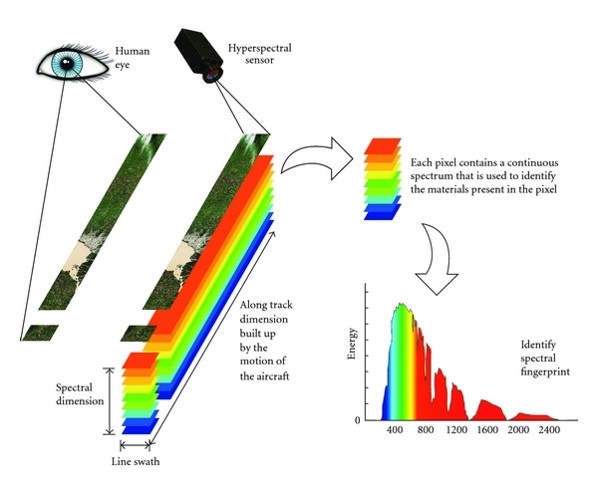 Human
eye
Hyperspectral
sensor
Each pixel contains a continuous
spectrum that is used to identify
the materials present in the pixel
Along track
dimension
built up
by the
motion of
the aircraft
Spectral
dimension
Line swath
Energy
Identify
spectral
fingerprint
0
400 800 1200 1600 2000 2400